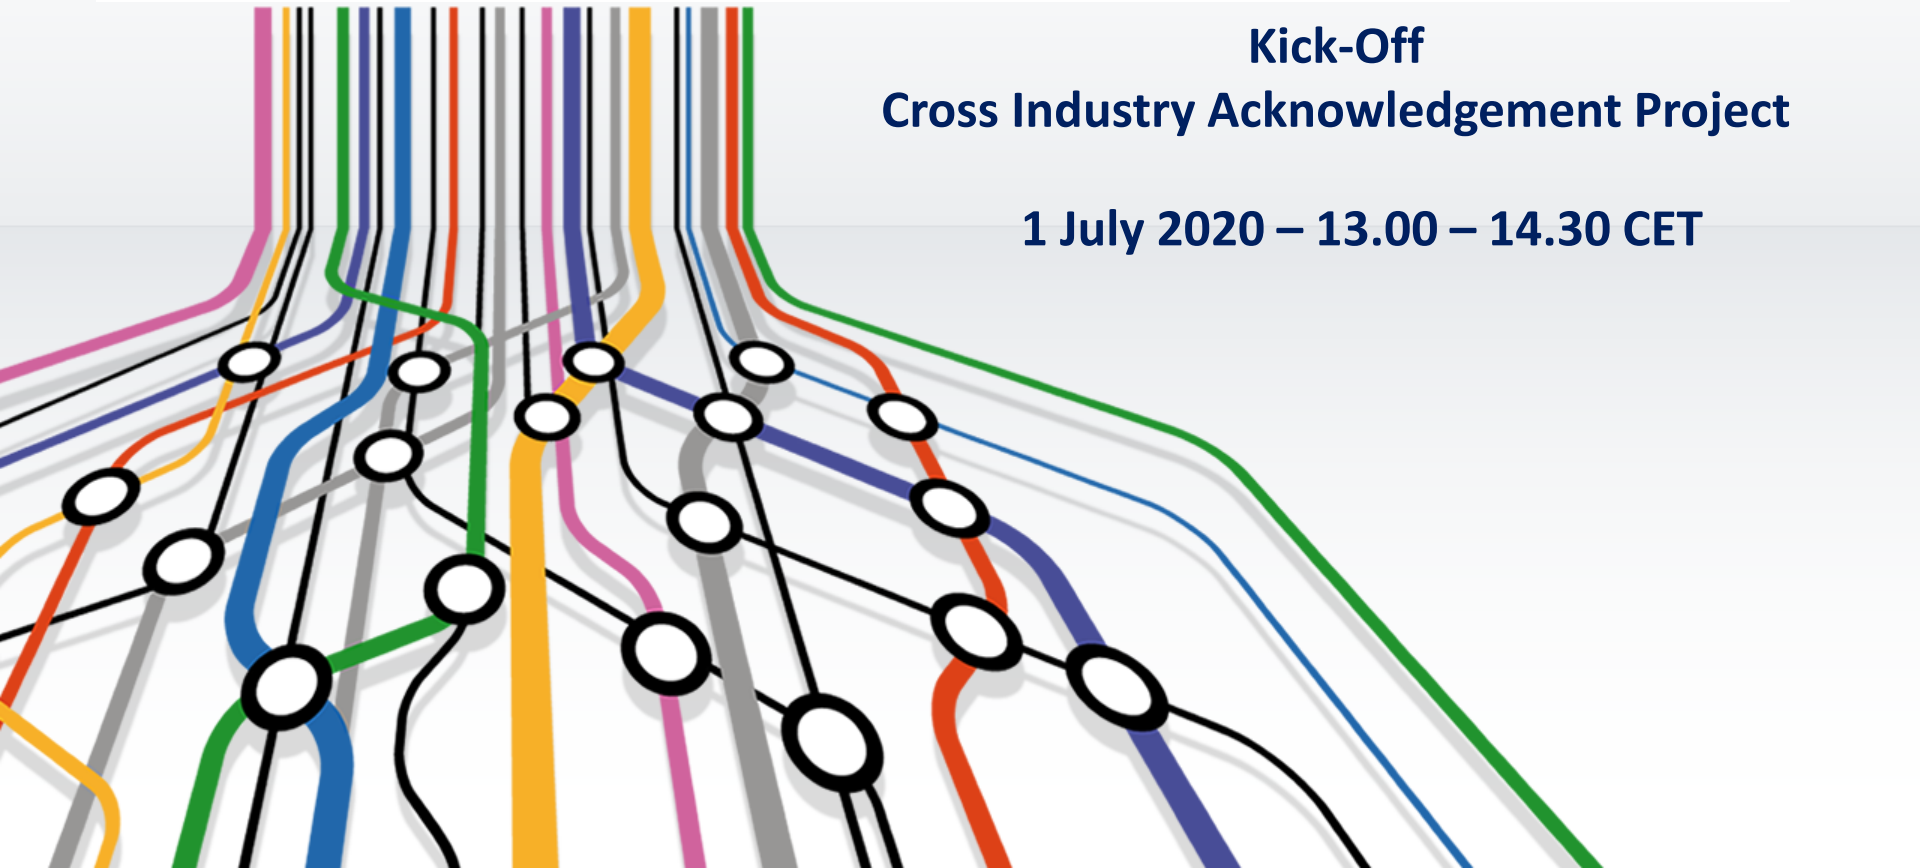 Kick-Off
Cross Industry Acknowledgement Project
1 July 2020 – 13.00 – 14.30 CET